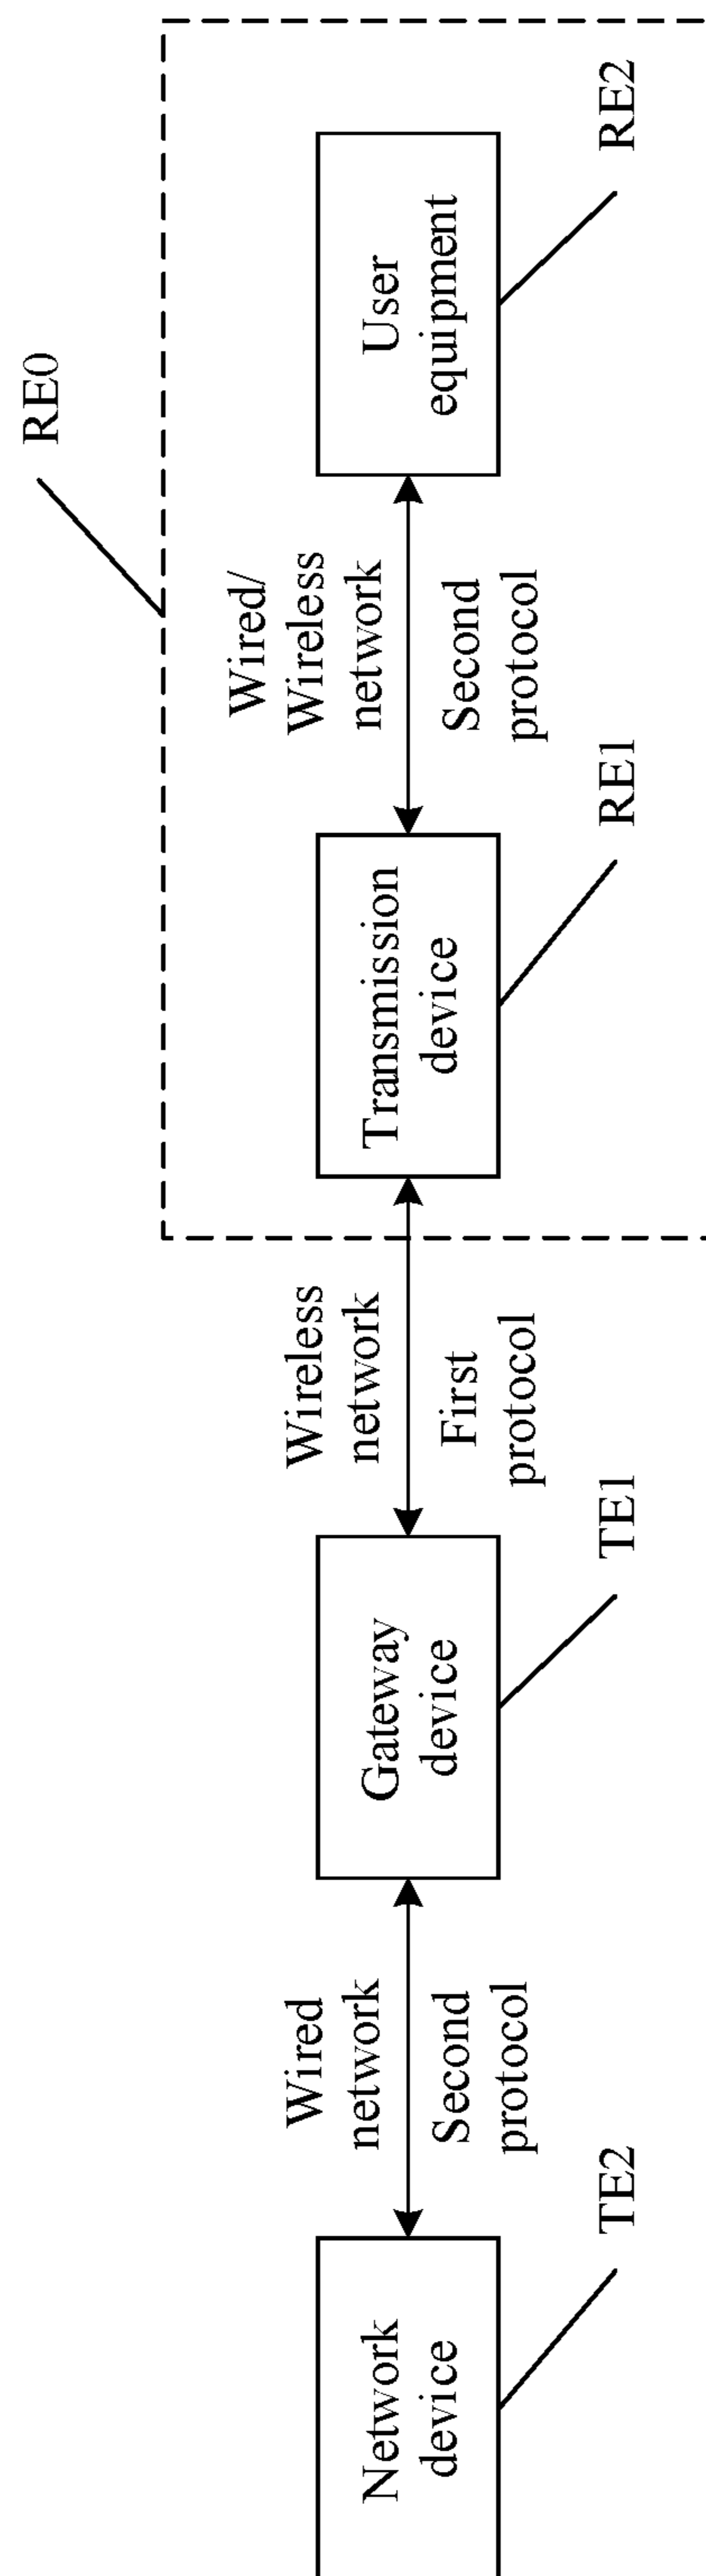 RE0
Network
device
TE2
Wired
network
Second
protocol
Gateway
device
TE1
Wireless
network
First
protocol
Transmission
device
RE1
Wired/
Wireless
network
Second
protocol
User
equipment
RE2